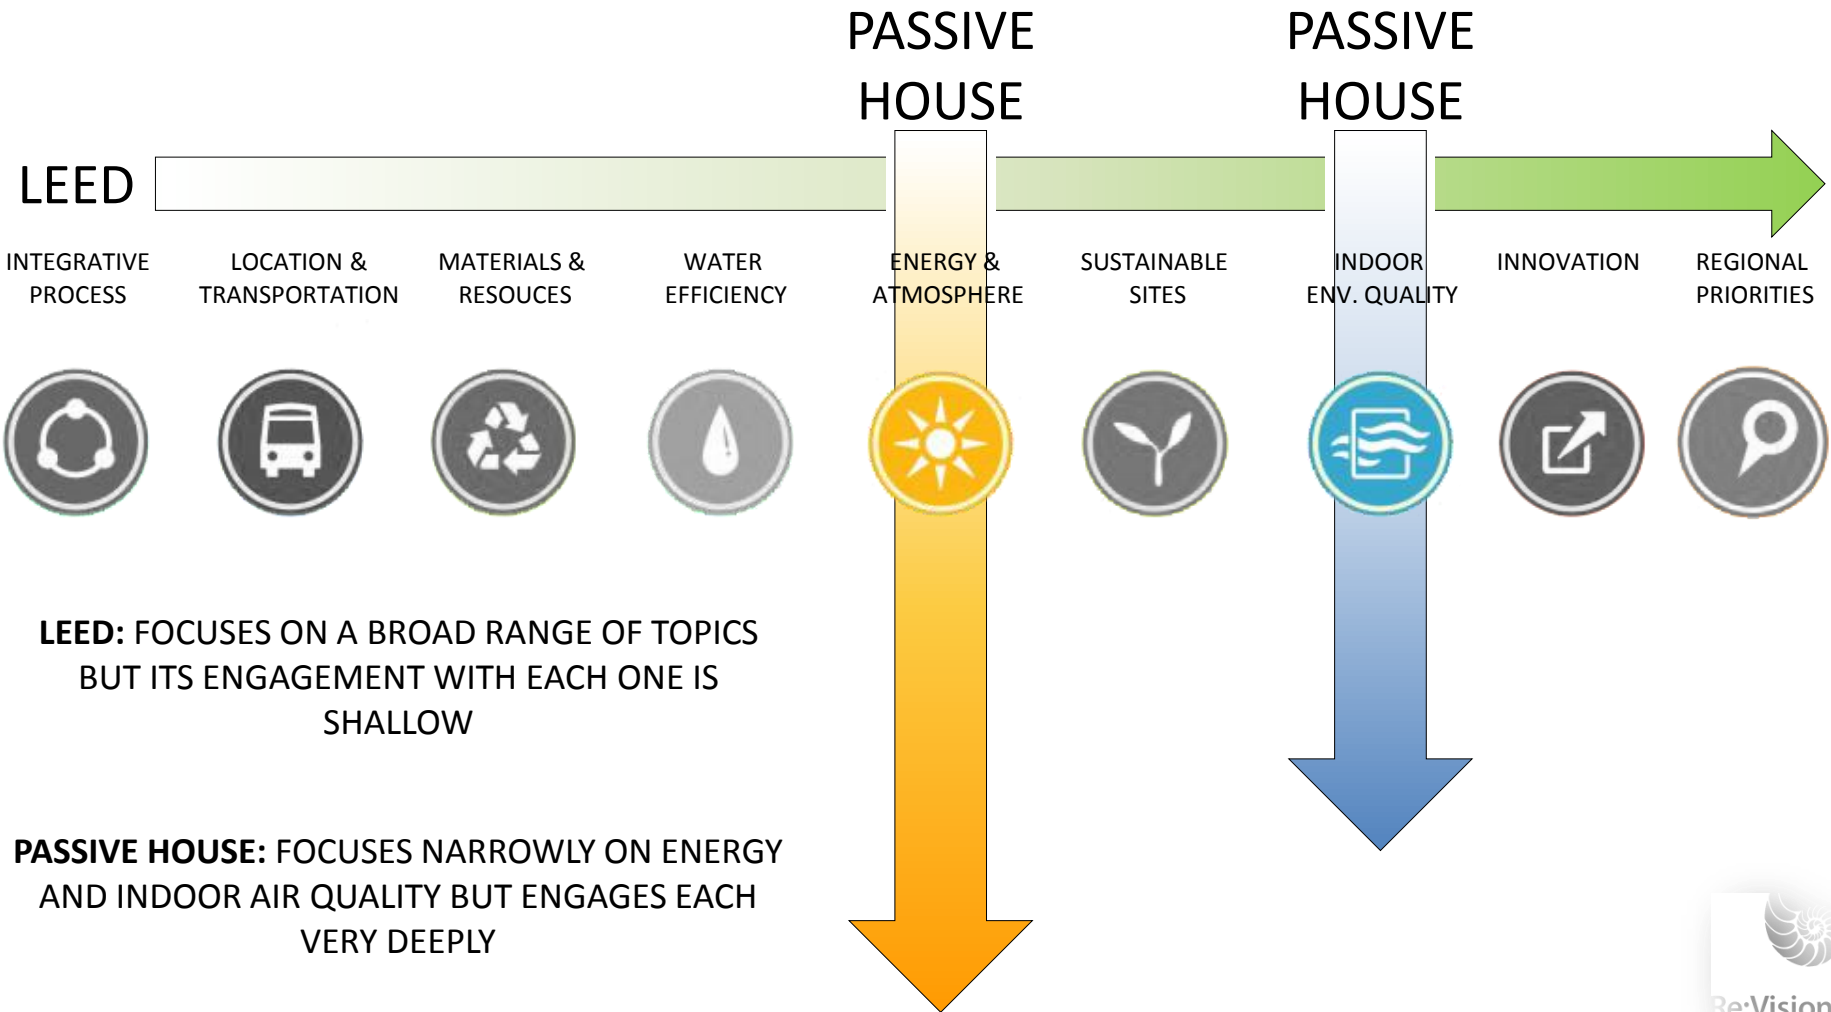 PASSIVE
HOUSE
PASSIVE
HOUSE
LEED
INTEGRATIVE
PROCESS
LOCATION &
TRANSPORTATION
MATERIALS &
RESOUCES
WATER
EFFICIENCY
ENERGY &
ATMOSPHERE
SUSTAINABLE
SITES
INDOOR
ENV. QUALITY
INNOVATION
REGIONAL
PRIORITIES
LEED: FOCUSES ON A BROAD RANGE OF TOPICS
BUT ITS ENGAGEMENT WITH EACH ONE IS
SHALLOW
PASSIVE HOUSE: FOCUSES NARROWLY ON ENERGY
AND INDOOR AIR QUALITY BUT ENGAGES EACH
VERY DEEPLY
Re:Vision